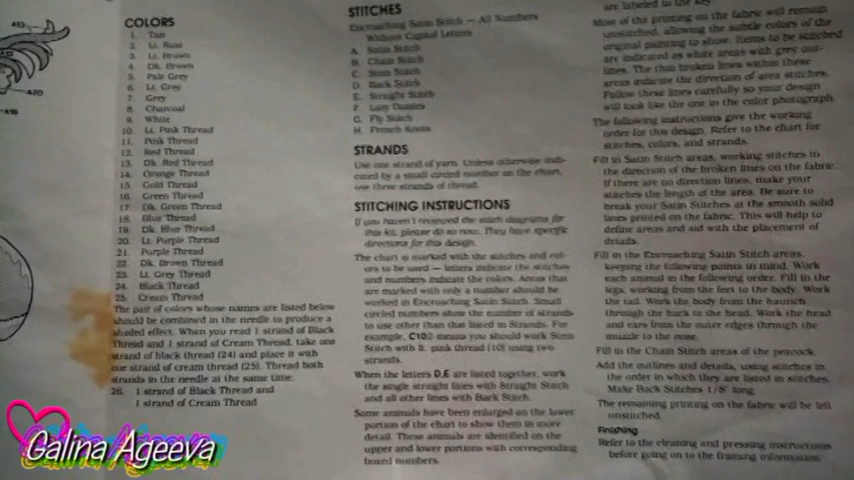 413
420
418
COLORS
1. Tan
2. Lt. Rust
3. Lt. Brown
4. Dk. Brown
5. Pale Grey
6. Lt. Grey
7. Grey
8. Charcoal
9. White
10. Lt. Pink Thread
11. Pink Thread
12. Red Thread
13. Dk. Red Thread
14. Orange Thread
15. Gold Thread
16. Green Thread
17. Dk. Green Thread
18. Blue Thread
19. Dk. Blue Thread
20. Lt. Purple Thread
21. Purple Thread
22. Dk. Brown Thread
23. Lt. Grey Thread
24. Black Thread
25. Cream Thread
The pair of colors whose names are listed below
should be combined in the needle to produce a
shaded effect. When you read 1 strand of Black
Thread and 1 strand of Cream Thread, take one
strand of black thread (24) and place it with
one strand of cream thread (25). Thread both
strands in the needle at the same time.
26. 1 strand of Black Thread and
1 strand of Cream Thread
STITCHES
Encroaching Satin Stitch — All Numbers
Without Capital Letters
A. Satin Stitch
B. Chain Stitch
C. Stem Stitch
D. Back Stitch
E. Straight Stitch
F. Lazy Daisies
G. Fly Stitch
H. French Knots
STRANDS
Use one strand of yarn. Unless otherwise indi-
cated by a small circled number on the chart,
use three strands of thread.
STITCHING INSTRUCTIONS
If you haven't reviewed the stitch diagrams for
this kit, please do so now. They have specific
directions for this design.
The chart is marked with the stitches and col-
ors to be used — letters indicate the stitches
and numbers indicate the colors. Areas that
are marked with only a number should be
worked in Encroaching Satin Stitch. Small
circled numbers show the number of strands
to use other than that listed in Strands. For
example, C10② means you should work Stem
Stitch with lt. pink thread (10) using two
strands.
When the letters D,E are listed together, work
the single straight lines with Straight Stitch
and all other lines with Back Stitch.
Some animals have been enlarged on the lower
portion of the chart to show them in more
detail. These animals are identified on the
upper and lower portions with corresponding
boxed numbers.
are labeled in the key.
Most of the printing on the fabric will remain
unstitched, allowing the subtle colors of the
original painting to show. Items to be stitched
are indicated as white areas with grey out-
lines. The thin broken lines within these
areas indicate the direction of area stitches.
Follow these lines carefully so your design
will look like the one in the color photograph.
The following instructions give the working
order for this design. Refer to the chart for
stitches, colors, and strands.
Fill in Satin Stitch areas, working stitches in
the direction of the broken lines on the fabric.
If there are no direction lines, make your
stitches the length of the area. Be sure to
break your Satin Stitches at the smooth solid
lines printed on the fabric. This will help to
define areas and aid with the placement of
details.
Fill in the Encroaching Satin Stitch areas,
keeping the following points in mind. Work
each animal in the following order. Fill in the
legs, working from the feet to the body. Work
the tail. Work the body from the haunch
through the back to the head. Work the head
and ears from the outer edges through the
muzzle to the nose.
Fill in the Chain Stitch areas of the peacock.
Add the outlines and details, using stitches in
the order in which they are listed in stitches.
Make Back Stitches 1/8" long.
The remaining printing on the fabric will be left
unstitched.
Finishing
Refer to the cleaning and pressing instructions
before going on to the framing information.
Galina Ageeva